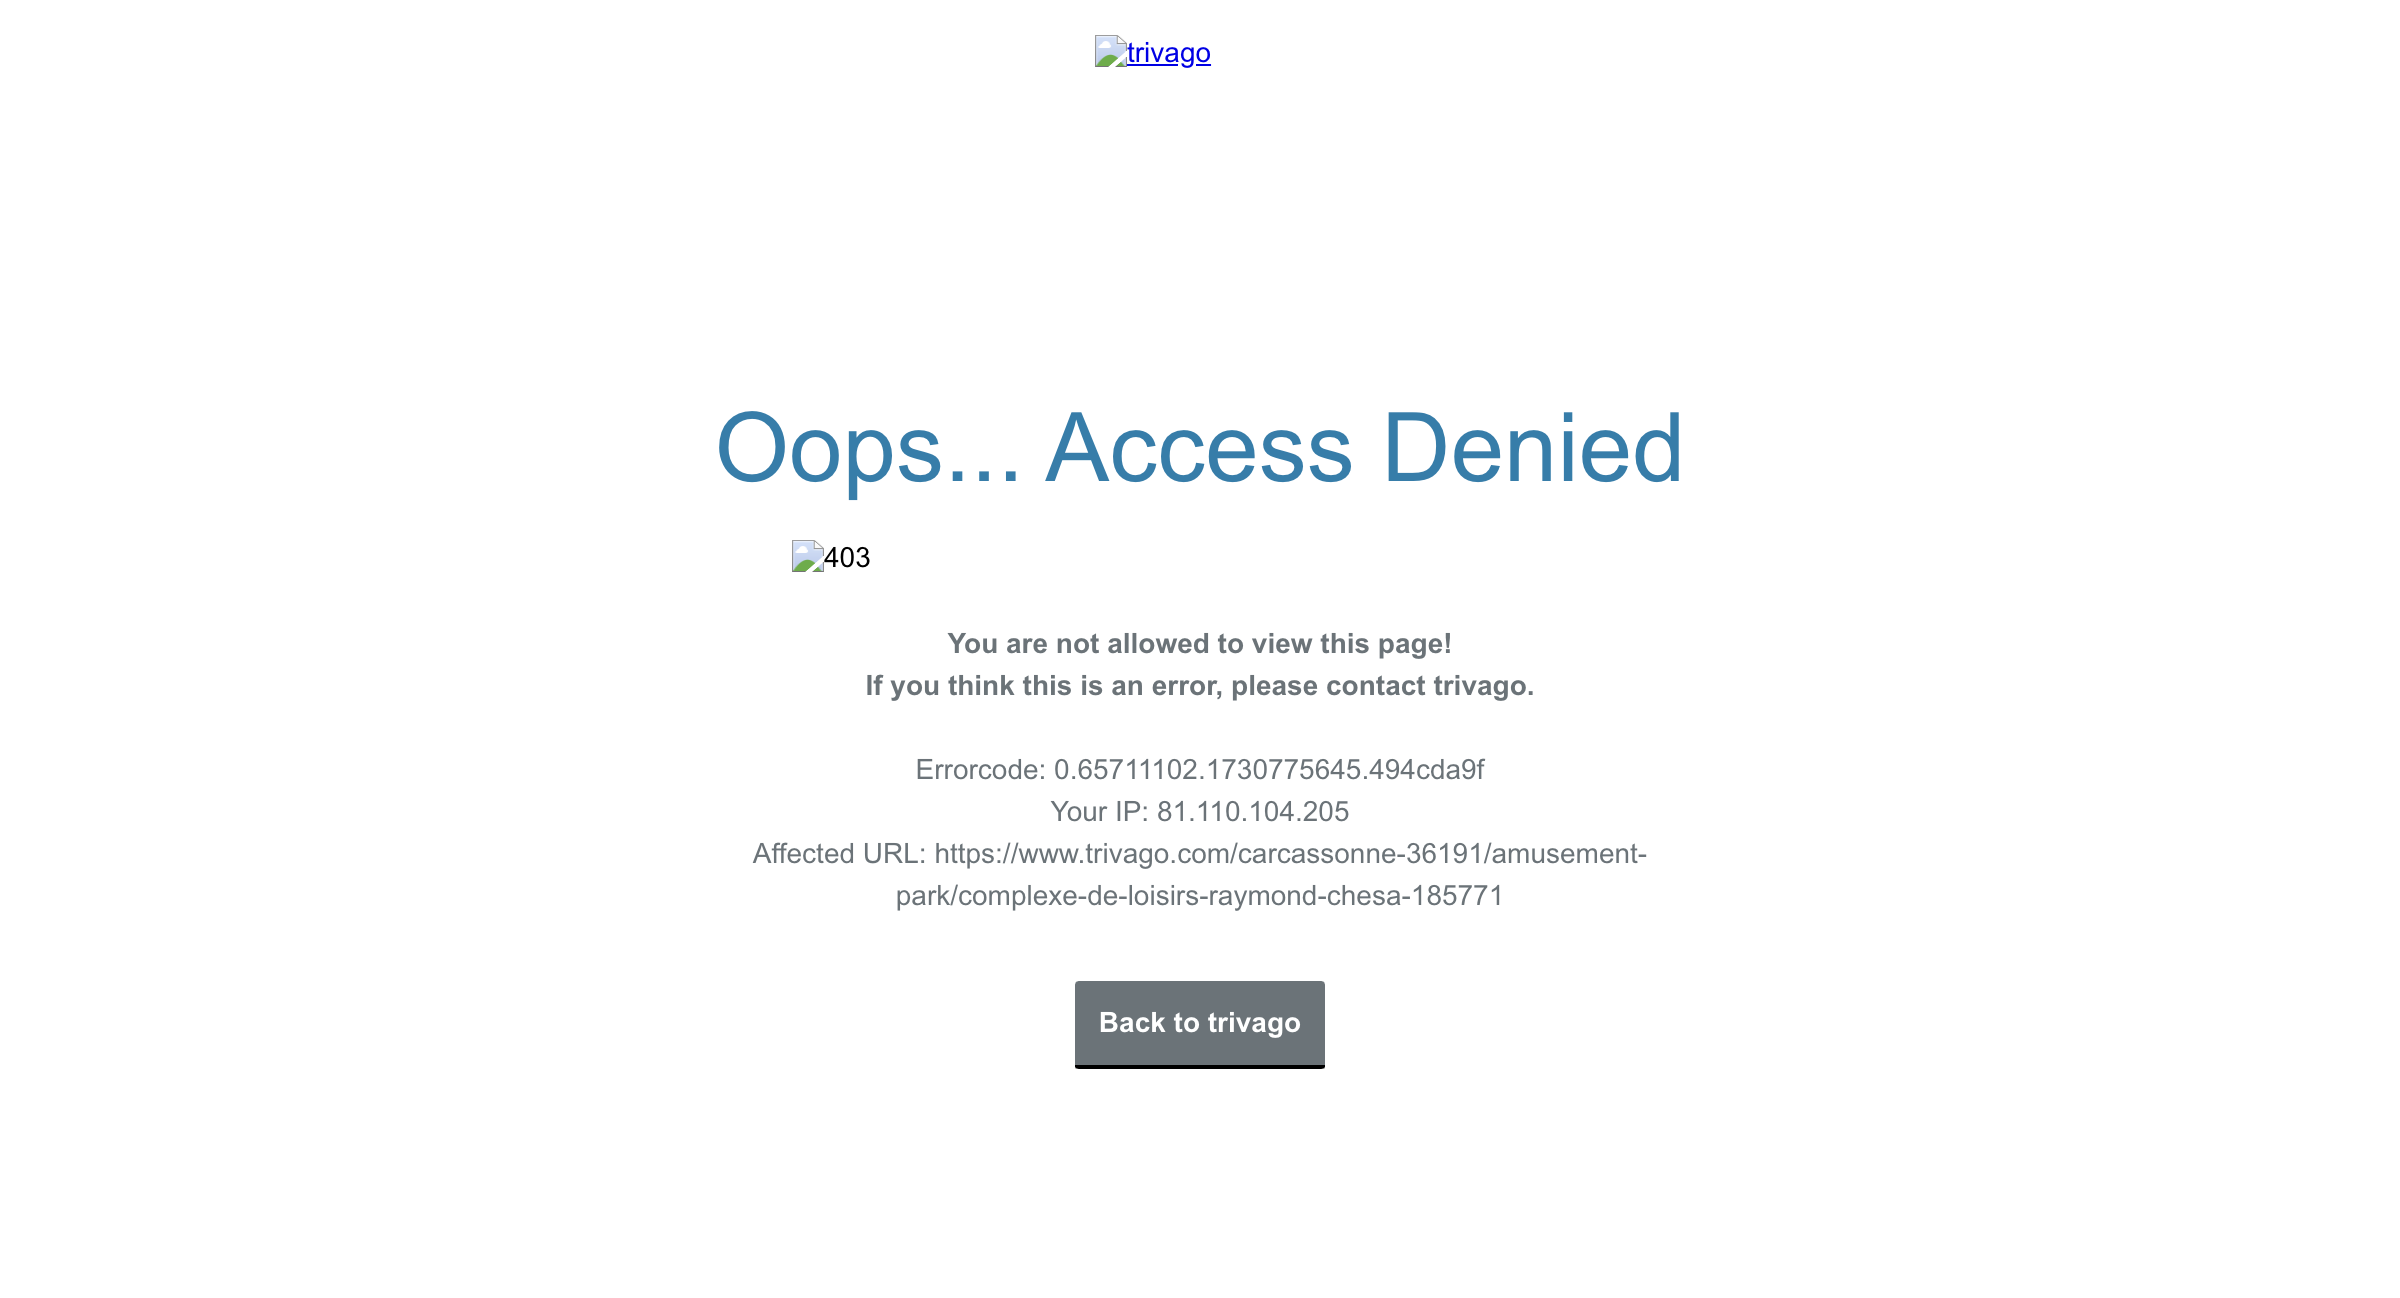 trivago
Oops... Access Denied
403
You are not allowed to view this page!
If you think this is an error, please contact trivago.
Errorcode: 0.65711102.1730775645.494cda9f
Your IP: 81.110.104.205
Affected URL: https://www.trivago.com/carcassonne-36191/amusement-
park/complexe-de-loisirs-raymond-chesa-185771
Back to trivago